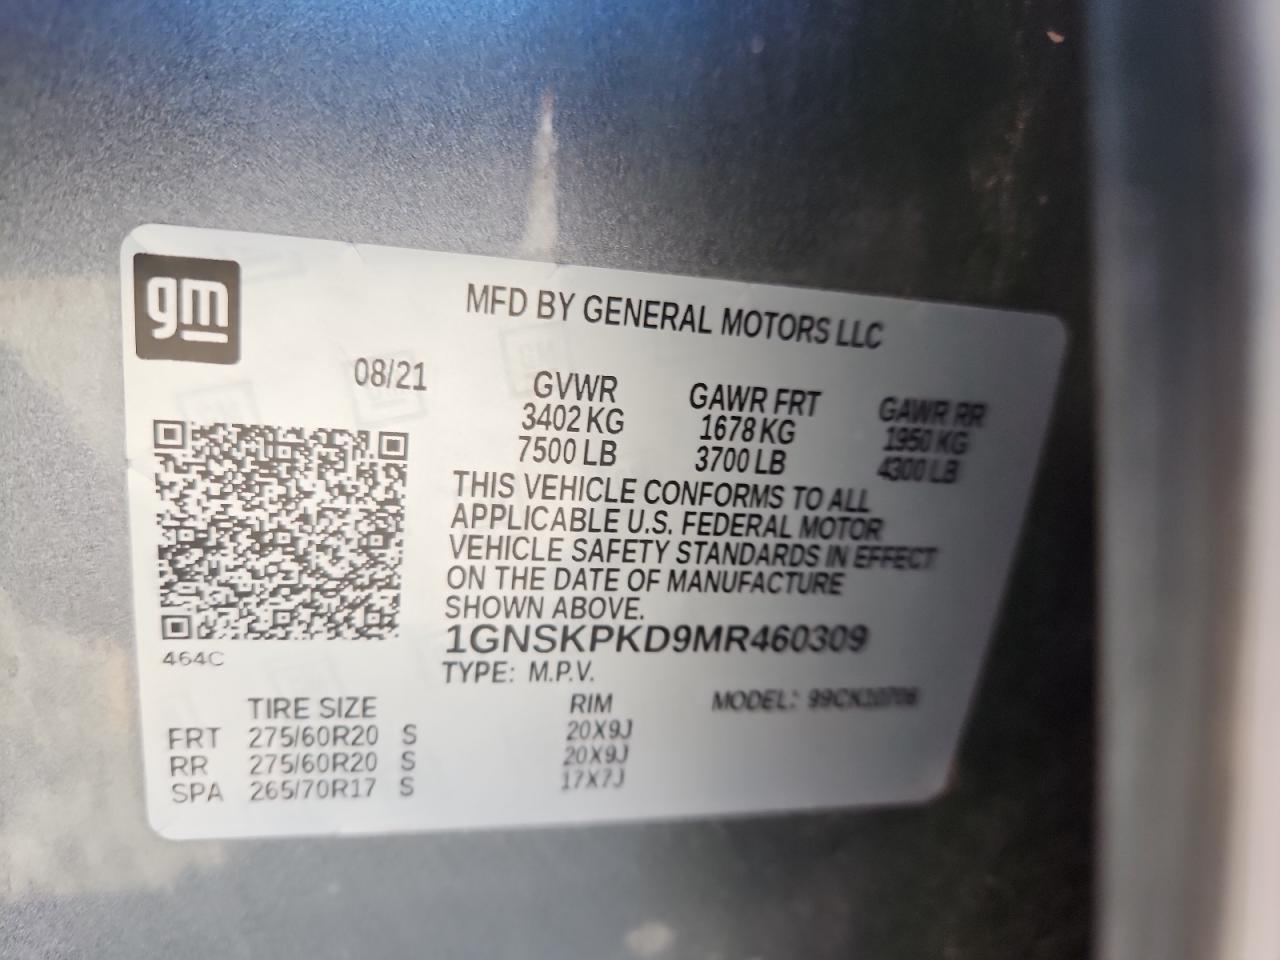 gm
MFD BY GENERAL MOTORS LLC
08/21
GVWR GAWR FRT GAWR RR
3402 KG 1678 KG 1950 KG
7500 LB 3700 LB 4300 LB
THIS VEHICLE CONFORMS TO ALL
APPLICABLE U.S. FEDERAL MOTOR
VEHICLE SAFETY STANDARDS IN EFFECT
ON THE DATE OF MANUFACTURE
SHOWN ABOVE.
1GNSKPKD9MR460309
464C
TYPE: M.P.V.
TIRE SIZE RIM MODEL:
FRT 275/60R20 S 20X9J
RR 275/60R20 S 20X9J
SPA 265/70R17 S 17X7J